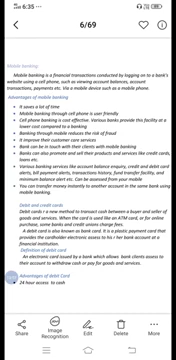 6:35
6/69
Mobile banking:
Mobile banking is a financial transactions conducted by logging on to a bank's
website using a cell phone, such as viewing account balances, account
transactions, payments etc. Via a mobile device such as a mobile phone.
Advantages of mobile banking
It saves a lot of time
Mobile banking through cell phone is user friendly
Cell phone banking is cost effective. Various banks provide this facility at a
lower cost compared to a banking
Banking through mobile reduces the risk of fraud
It improve their customer care services
Bank can be in touch with their clients with mobile banking
Banks can also promote and sell their products and services like credit cards,
loans etc.
Various banking services like account balance enquiry, credit and debit card
alerts, bill payment alerts, transactions history, fund transfer facility, and
minimum balance alert etc. Can be assessed from your mobile
You can transfer money instantly to another account in the same bank using
mobile banking.
Debit and credit cards
Debit cards r a new method to transact between a buyer and seller of
goods and services. When the card is used like an ATM card, or for online
purchase, some banks and credit unions charge fees.
A debit card is also known as bank card. It is a plastic payment card that
provides the cardholder electronic assess to his r her bank account at a
financial institution.
Definition of debit card
An electronic card issued by a bank which allows bank clients assess to
their account to withdraw cash or pay for goods and services.
Advantages of debit Card
24 hour access to cash
Share
Image
Recognition
Edit
Delete
More